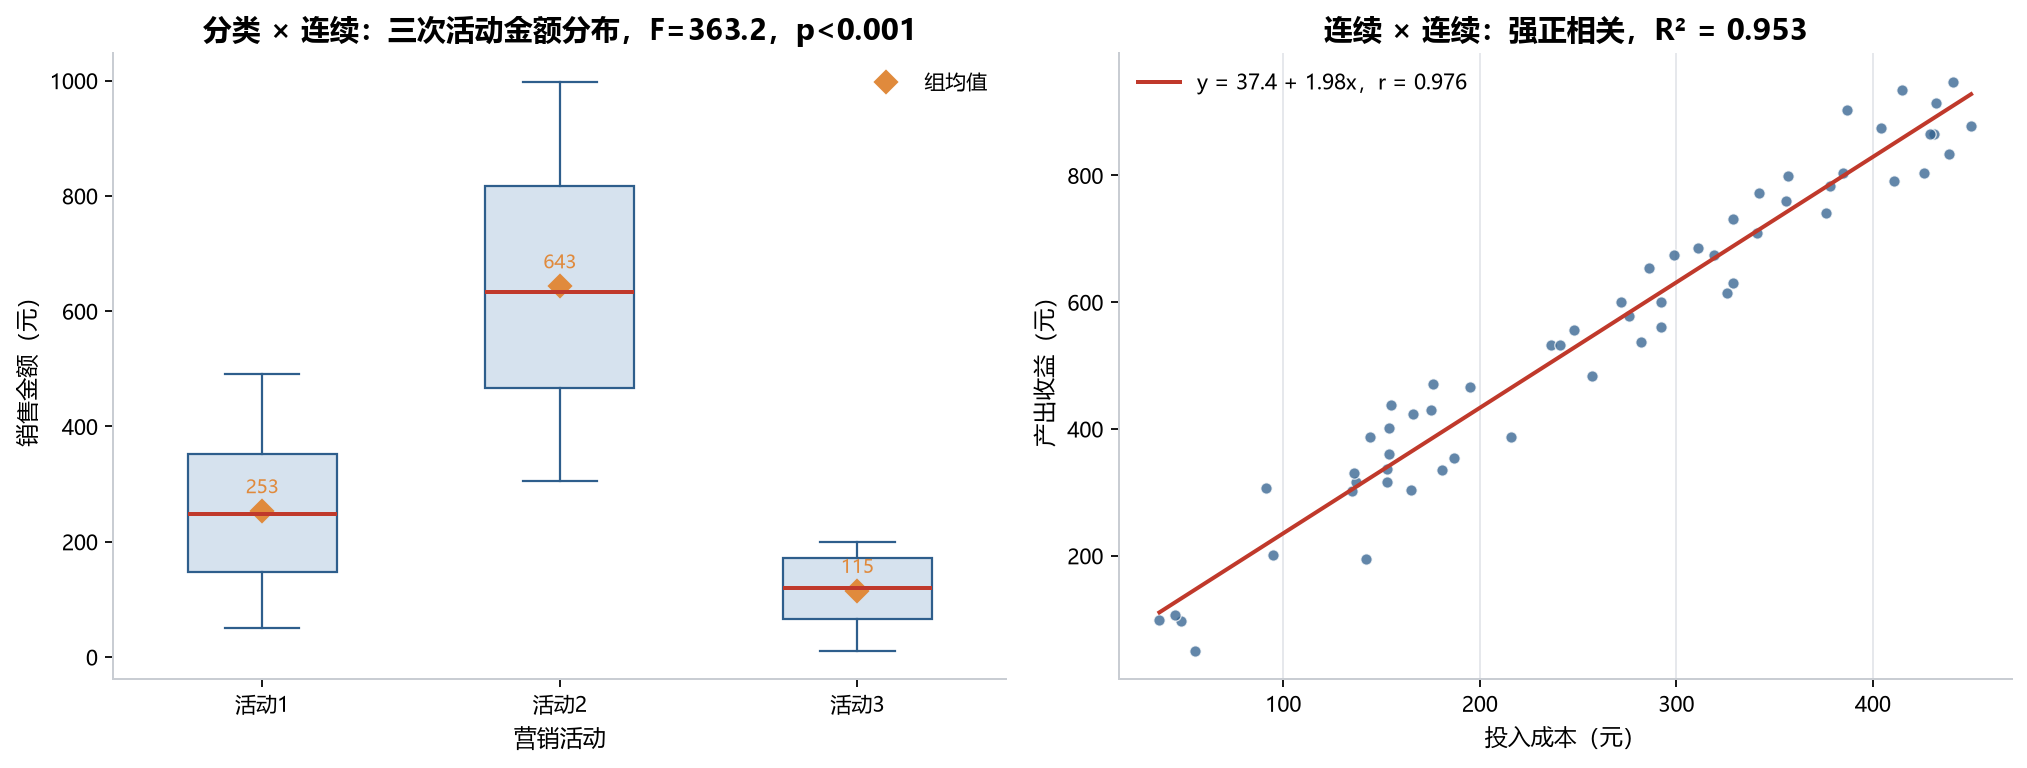 分类 × 连续：三次活动金额分布，F=363.2，p<0.001
组均值
1000
800
600
400
200
0
销售金额（元）
253
643
115
活动1
活动2
活动3
营销活动
连续 × 连续：强正相关，R² = 0.953
y = 37.4 + 1.98x，r = 0.976
800
600
400
200
产出收益（元）
100
200
300
400
投入成本（元）